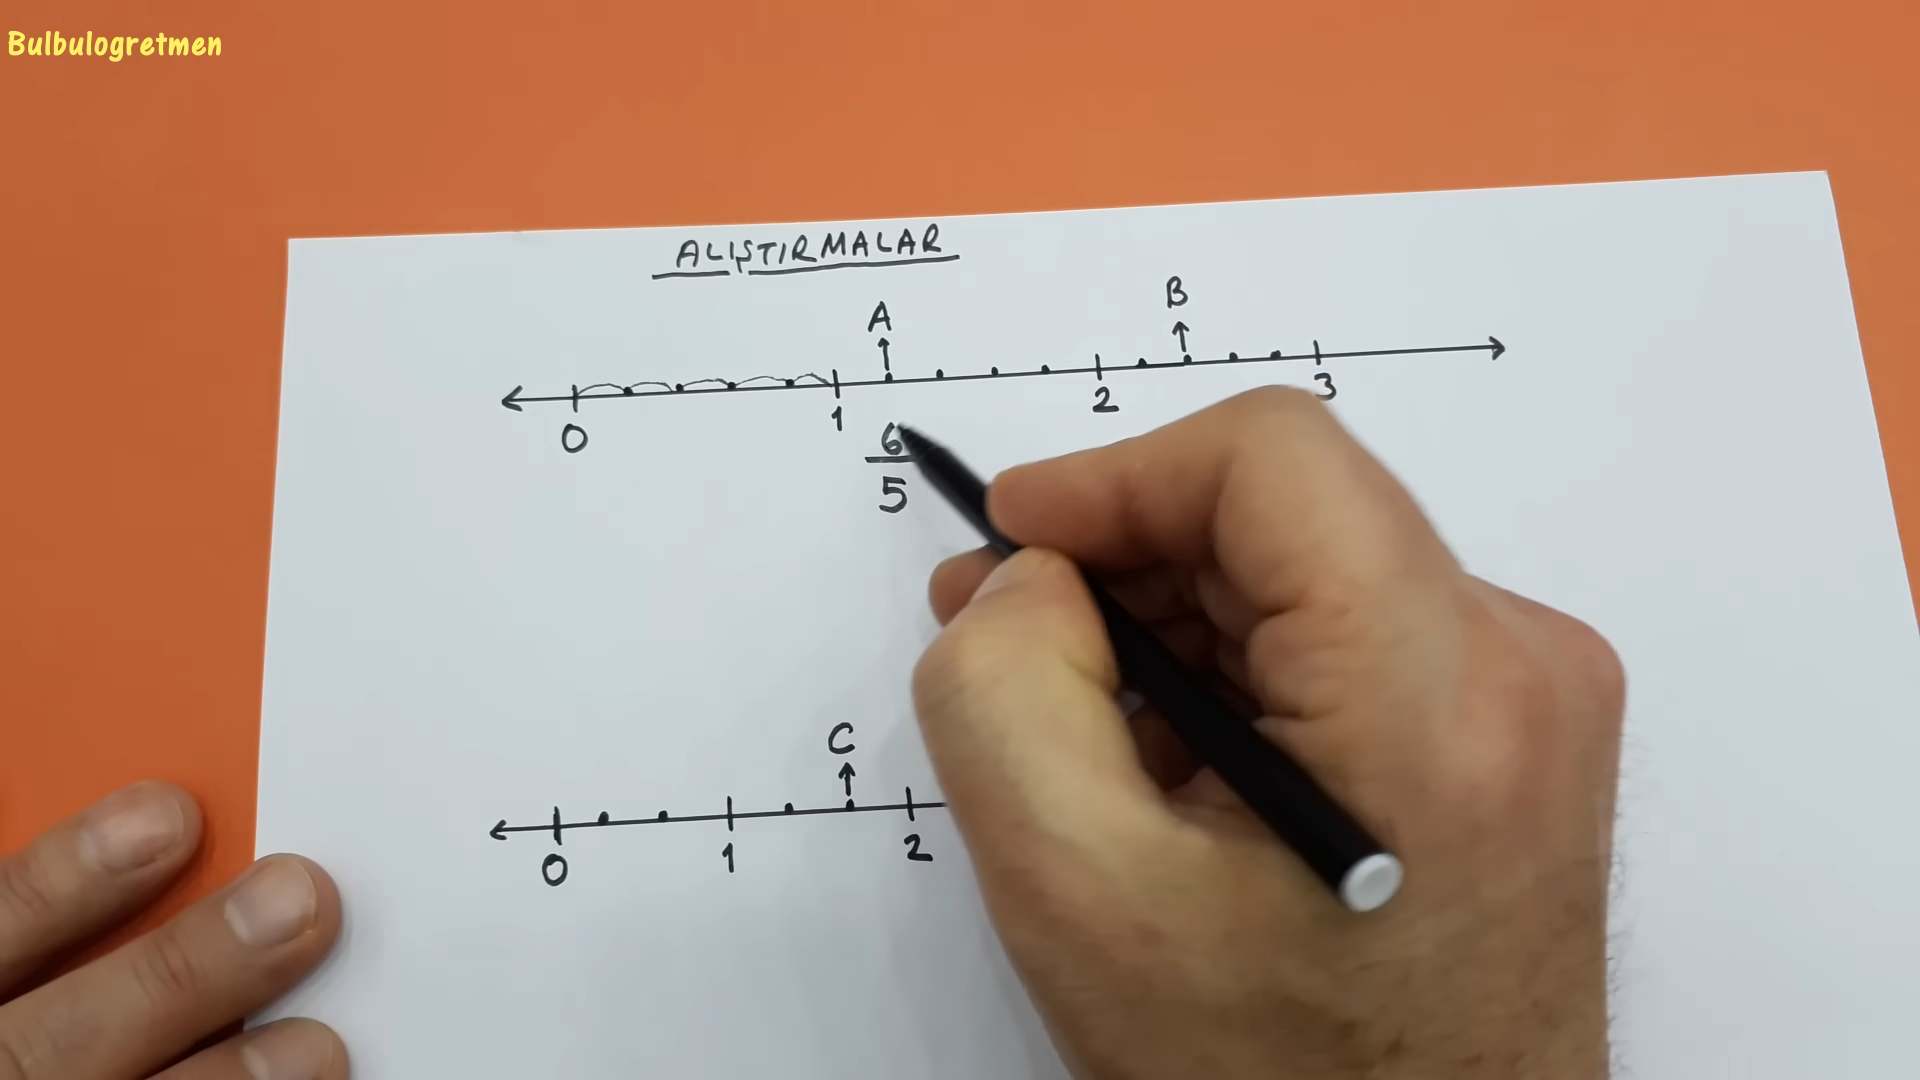 Bulbulogretmen
ALIŞTIRMALAR
A B
0 1 2 3
6
5
C
0 1 2